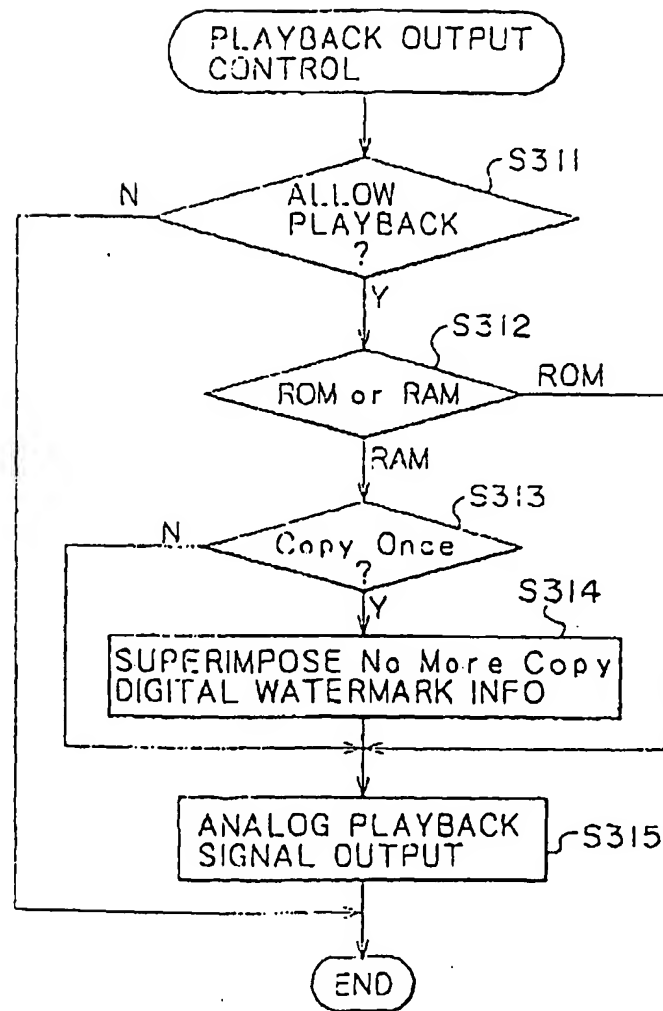 PLAYBACK OUTPUT
CONTROL
S311
N
ALLOW
PLAYBACK
?
Y
S312
ROM or RAM
ROM
RAM
S313
N
Copy Once
?
Y
S314
SUPERIMPOSE No More Copy
DIGITAL WATERMARK INFO
ANALOG PLAYBACK
SIGNAL OUTPUT
S315
END